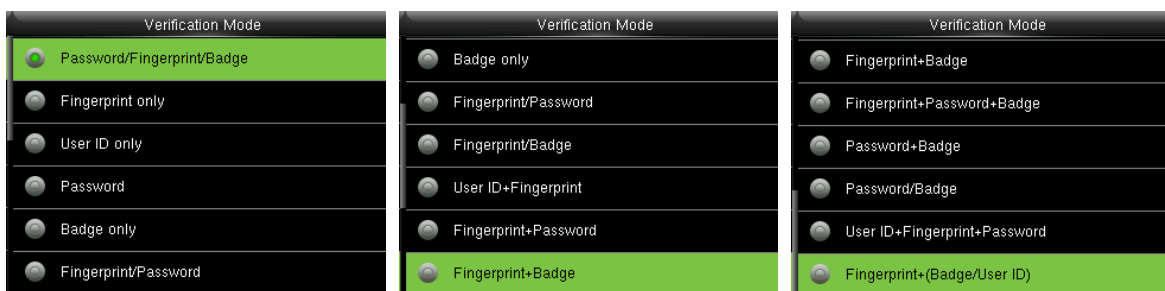 Verification Mode
Password/Fingerprint/Badge
Fingerprint only
User ID only
Password
Badge only
Fingerprint/Password
Verification Mode
Badge only
Fingerprint/Password
Fingerprint/Badge
User ID+Fingerprint
Fingerprint+Password
Fingerprint+Badge
Verification Mode
Fingerprint+Badge
Fingerprint+Password+Badge
Password+Badge
Password/Badge
User ID+Fingerprint+Password
Fingerprint+(Badge/User ID)